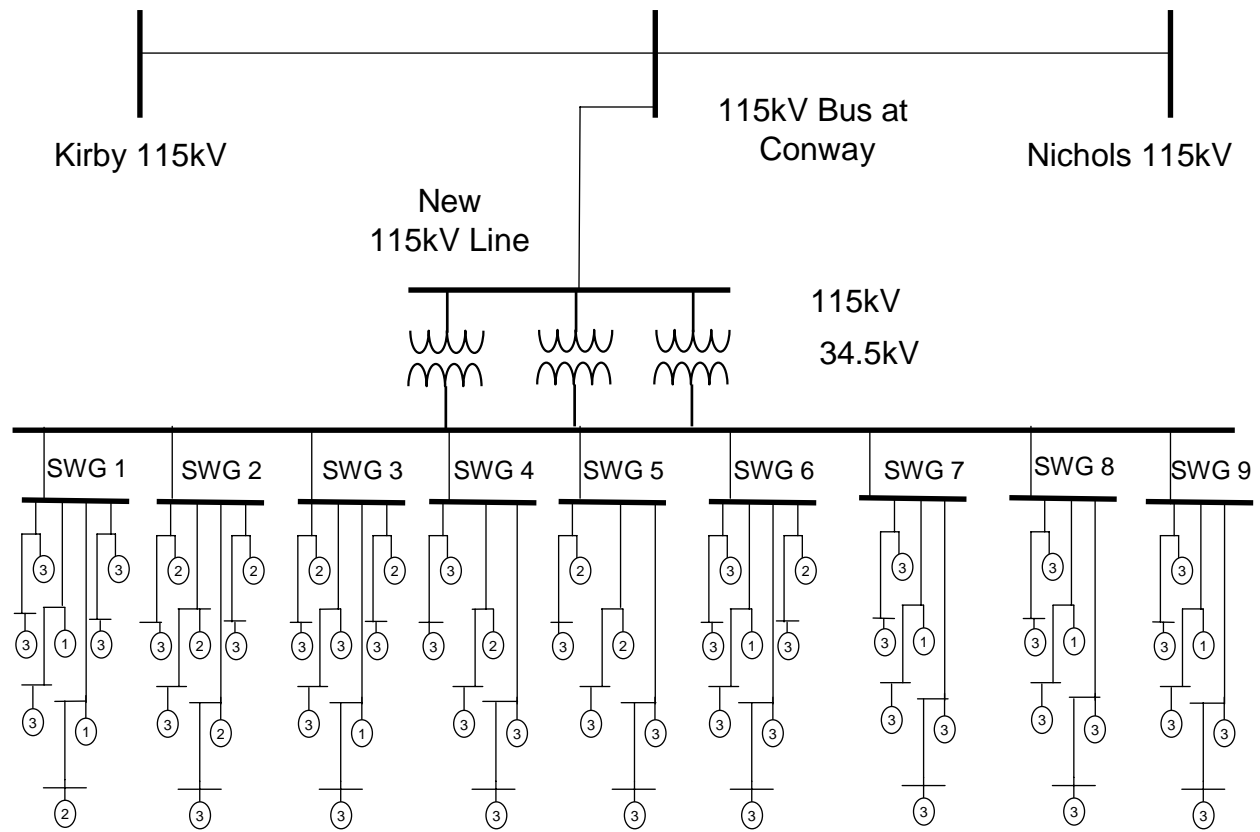 Kirby 115kV
115kV Bus at
Conway
Nichols 115kV
New
115kV Line
115kV
34.5kV
SWG 1
SWG 2
SWG 3
SWG 4
SWG 5
SWG 6
SWG 7
SWG 8
SWG 9
3 3 2 2 2 2 3 2 3 2 3 3 3
3 1 3 3 2 3 3 3 3 3 2 3 2 3 1 3 3 1 3 1 3 1
3 1 3 2 3 1 3 3 3 3 3 3 3 3 3 3 3
2 3 3 3 3 3 3 3 3